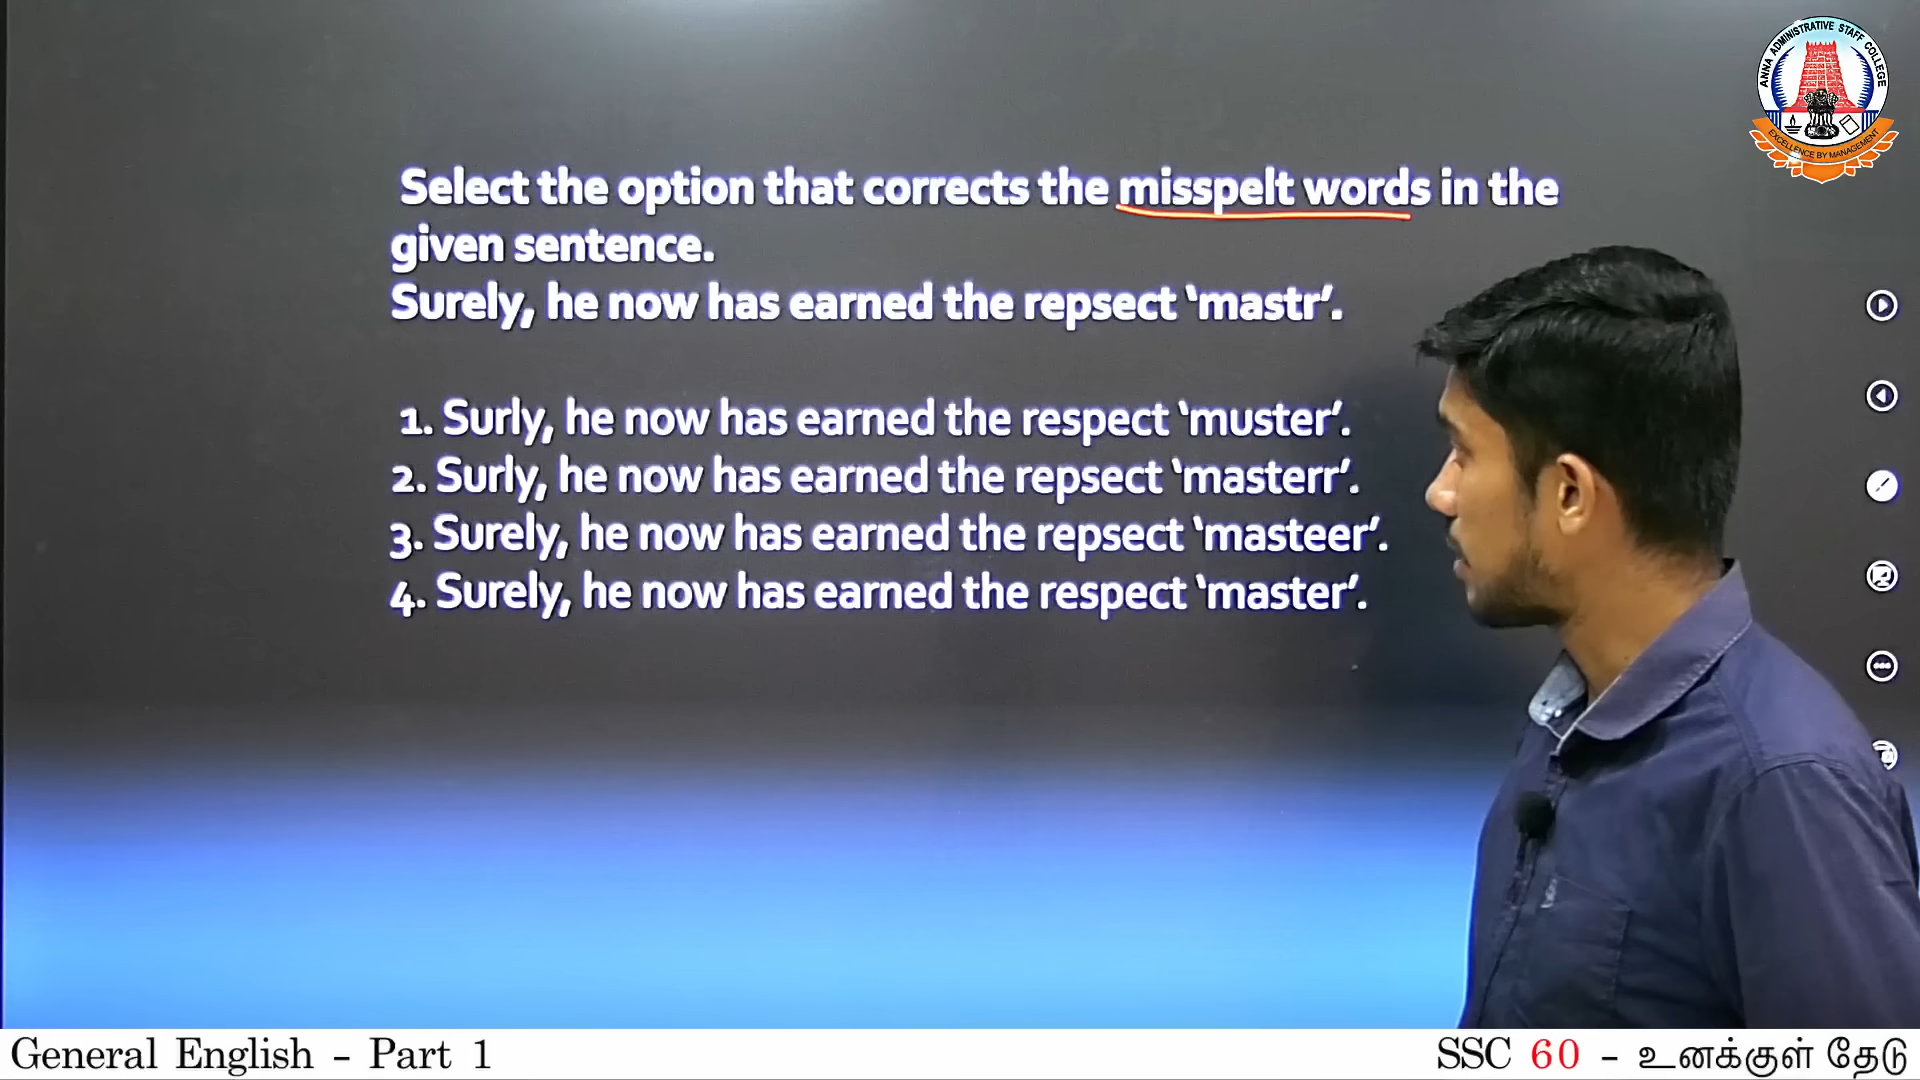 ANNA ADMINISTRATIVE STAFF COLLEGE
EXCELLENCE BY MANAGEMENT
Select the option that corrects the misspelt words in the
given sentence.
Surely, he now has earned the repsect ‘mastr’.
1. Surly, he now has earned the respect ‘muster’.
2. Surly, he now has earned the repsect ‘masterr’.
3. Surely, he now has earned the repsect ‘masteer’.
4. Surely, he now has earned the respect ‘master’.
General English - Part 1
SSC 60 - உனக்குள் தேடு